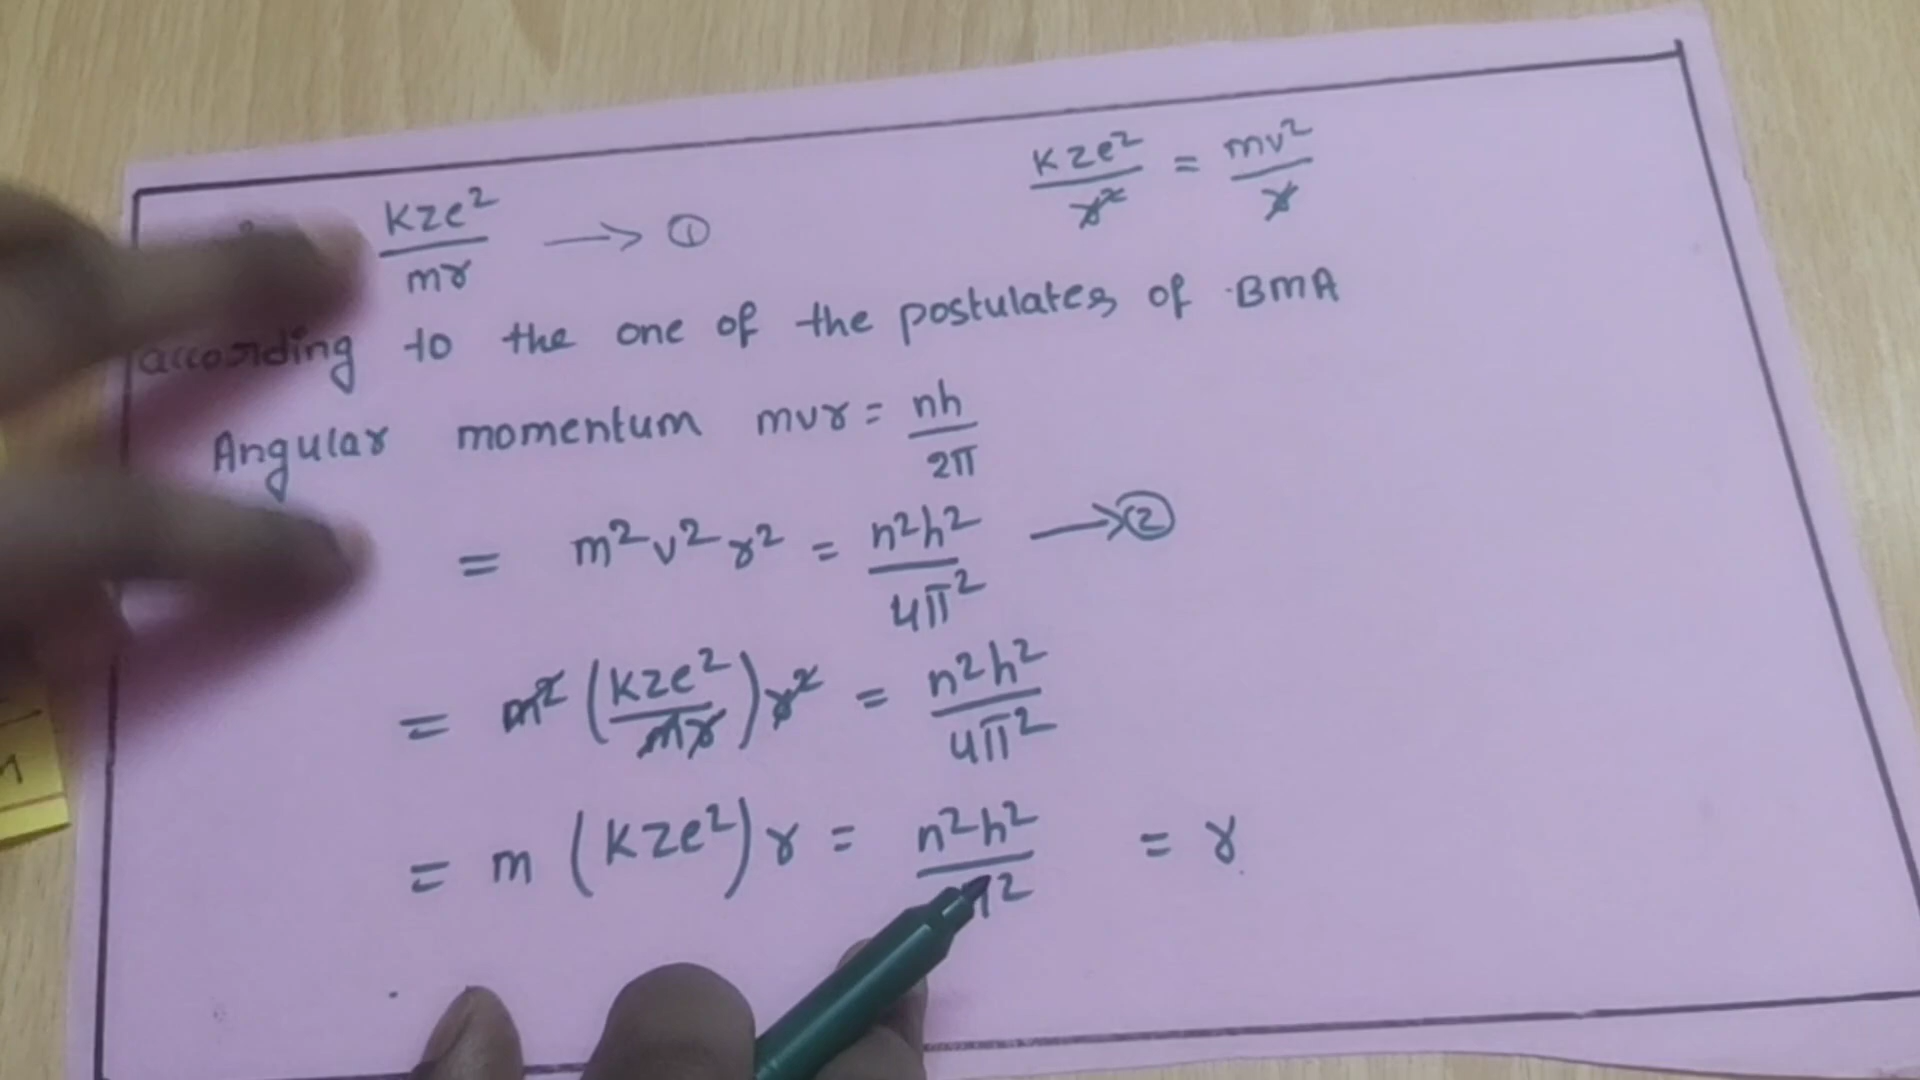 kze²/mr → ①
kze²/r² = mv²/r
according to the one of the postulates of BMA
Angular momentum mvr = nh/2π
= m²v²r² = n²h²/4π² → ②
= m² (kze²/mr) r² = n²h²/4π²
= m (kze²) r = n²h²/ π² = r